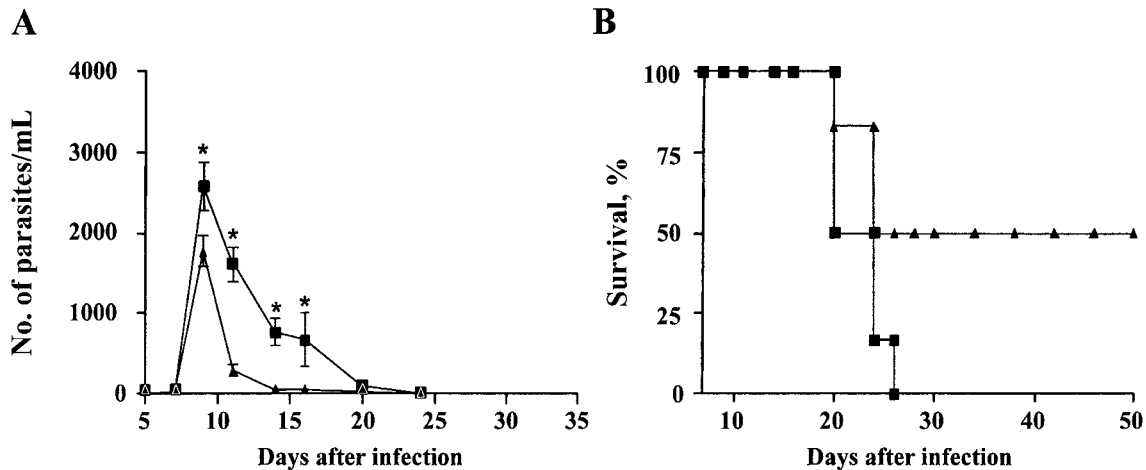 A
4000
3000
2000
1000
0
No. of parasites/mL
*
*
*
*
5 10 15 20 25 30 35
Days after infection
B
100
75
50
25
0
Survival, %
10 20 30 40 50
Days after infection